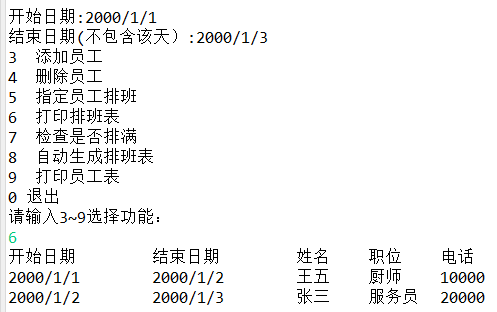 开始日期:2000/1/1
结束日期(不包含该天）:2000/1/3
3 添加员工
4 删除员工
5 指定员工排班
6 打印排班表
7 检查是否排满
8 自动生成排班表
9 打印员工表
0 退出
请输入3~9选择功能：
6
开始日期 结束日期 姓名 职位 电话
2000/1/1 2000/1/2 王五 厨师 10000
2000/1/2 2000/1/3 张三 服务员 20000